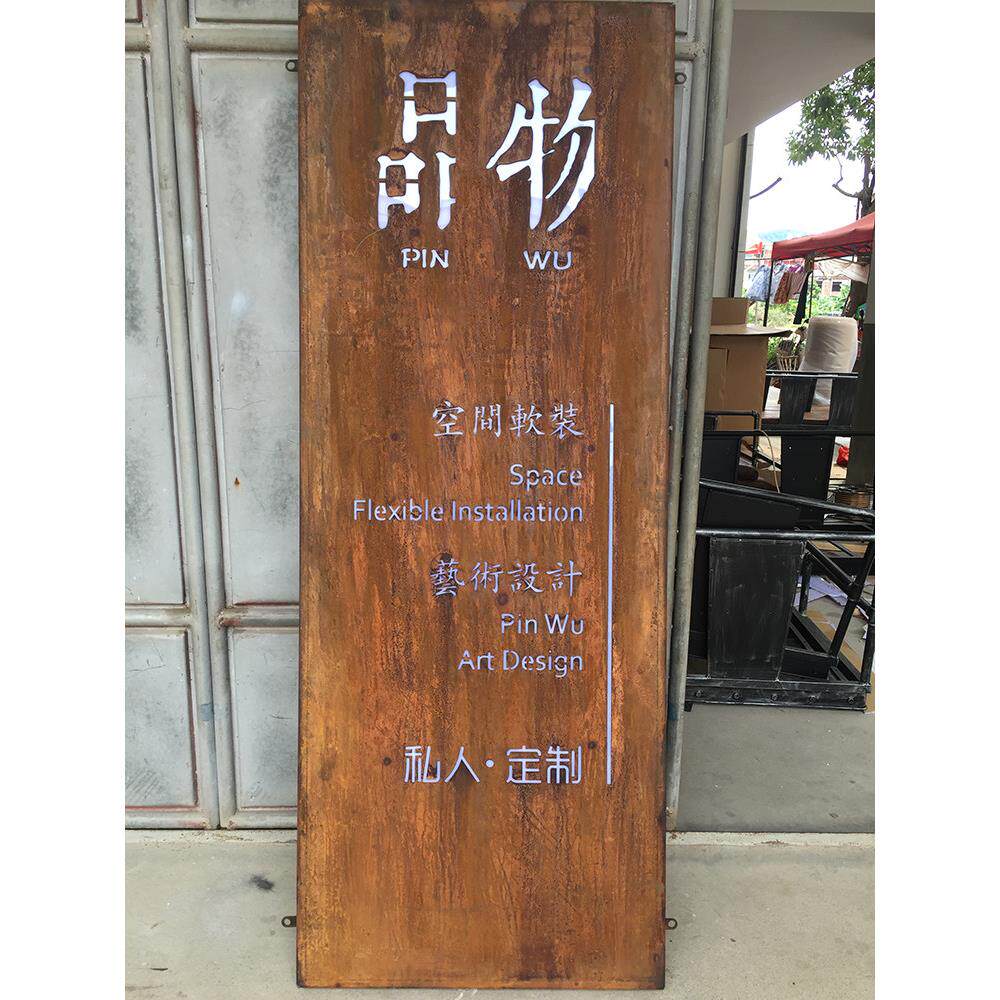 品物
PIN WU
空間軟裝
Space
Flexible Installation
藝術設計
Pin Wu
Art Design
私人·定制